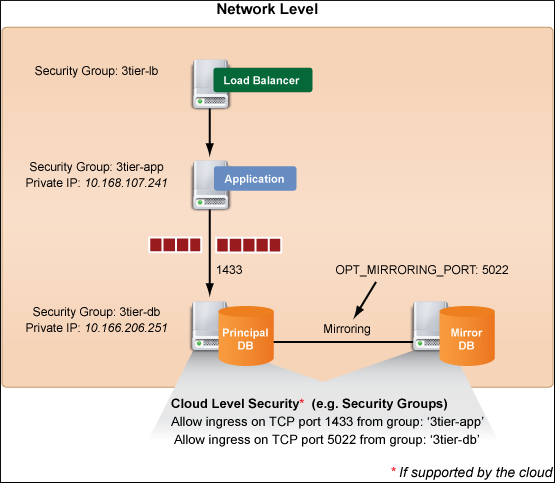 Network Level
Security Group: 3tier-lb
Load Balancer
Security Group: 3tier-app
Private IP: 10.168.107.241
Application
1433
OPT_MIRRORING_PORT: 5022
Security Group: 3tier-db
Private IP: 10.166.206.251
Principal
DB
Mirroring
Mirror
DB
Cloud Level Security* (e.g. Security Groups)
Allow ingress on TCP port 1433 from group: ‘3tier-app’
Allow ingress on TCP port 5022 from group: ‘3tier-db’
* If supported by the cloud